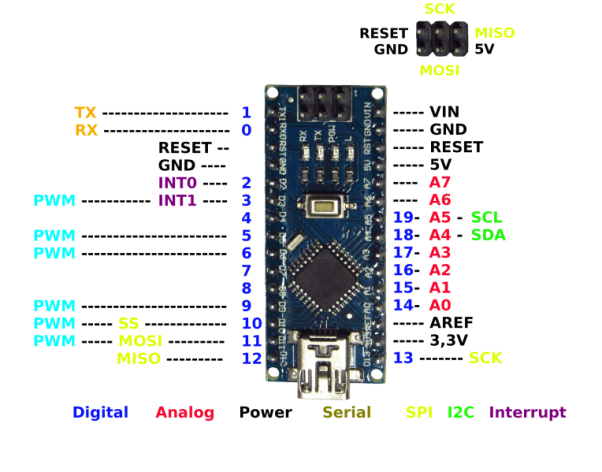 SCK
RESET MISO
GND 5V
MOSI
TX 1 VIN
RX 0 GND
RESET RESET
GND 5V
INT0 2 A7
PWM INT1 3 A6
4 19- A5 - SCL
PWM 5 18- A4 - SDA
PWM 6 17- A3
7 16- A2
8 15- A1
PWM 9 14- A0
PWM SS 10 AREF
PWM MOSI 11 3,3V
MISO 12 13 SCK
RX TX POW L
Digital Analog Power Serial SPI I2C Interrupt